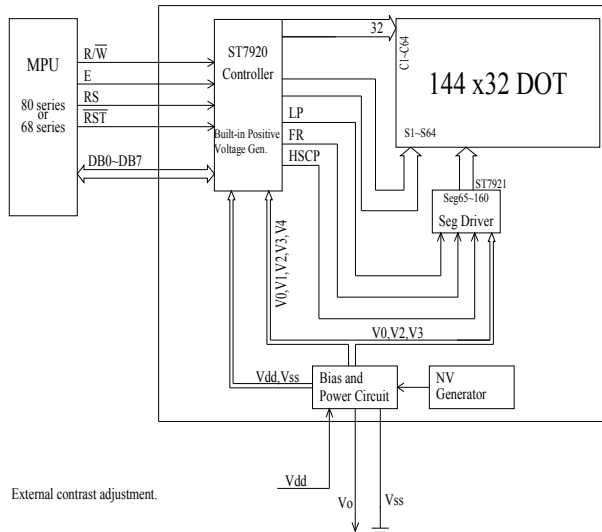 MPU
80 series
or
68 series
R/W̅
E
RS
R̅S̅T̅
DB0~DB7
ST7920
Controller
Built-in Positive
Voltage Gen.
32
LP
FR
HSCP
C1~C64
144 x32 DOT
S1~S64
ST7921
Seg65~160
Seg Driver
V0,V1,V2,V3,V4
V0,V2,V3
Vdd,Vss
Bias and
Power Circuit
NV
Generator
Vdd
Vo
Vss
External contrast adjustment.